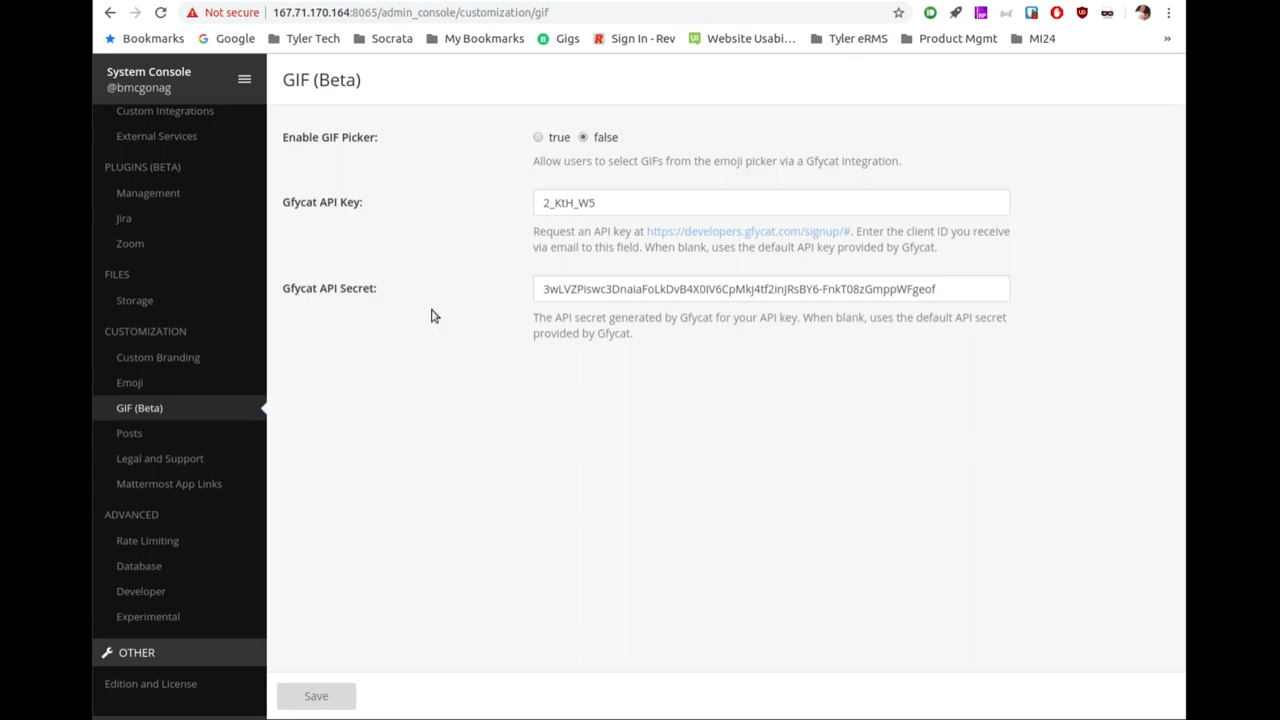 Not secure 167.71.170.164:8065/admin_console/customization/gif
Bookmarks Google Tyler Tech Socrata My Bookmarks Gigs Sign In - Rev Website Usabi... Tyler eRMS Product Mgmt MI24 »
System Console
@bmcgonag
Custom Integrations
External Services
PLUGINS (BETA)
Management
Jira
Zoom
FILES
Storage
CUSTOMIZATION
Custom Branding
Emoji
GIF (Beta)
Posts
Legal and Support
Mattermost App Links
ADVANCED
Rate Limiting
Database
Developer
Experimental
OTHER
Edition and License
GIF (Beta)
Enable GIF Picker: true false
Allow users to select GIFs from the emoji picker via a Gfycat integration.
Gfycat API Key: 2_KtH_W5
Request an API key at https://developers.gfycat.com/signup/#. Enter the client ID you receive
via email to this field. When blank, uses the default API key provided by Gfycat.
Gfycat API Secret: 3wLVZPiswc3DnaiaFoLkDvB4X0IV6CpMkj4tf2inJRsBY6-FnkT08zGmppWFgeof
The API secret generated by Gfycat for your API key. When blank, uses the default API secret
provided by Gfycat.
Save